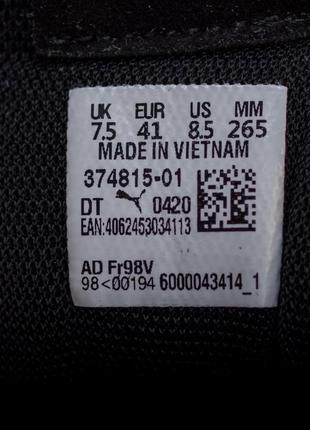 UK EUR US MM
7.5 41 8.5 265
MADE IN VIETNAM
374815-01
DT 0420
EAN:4062453034113
AD Fr98V
98<00194 6000043414_1